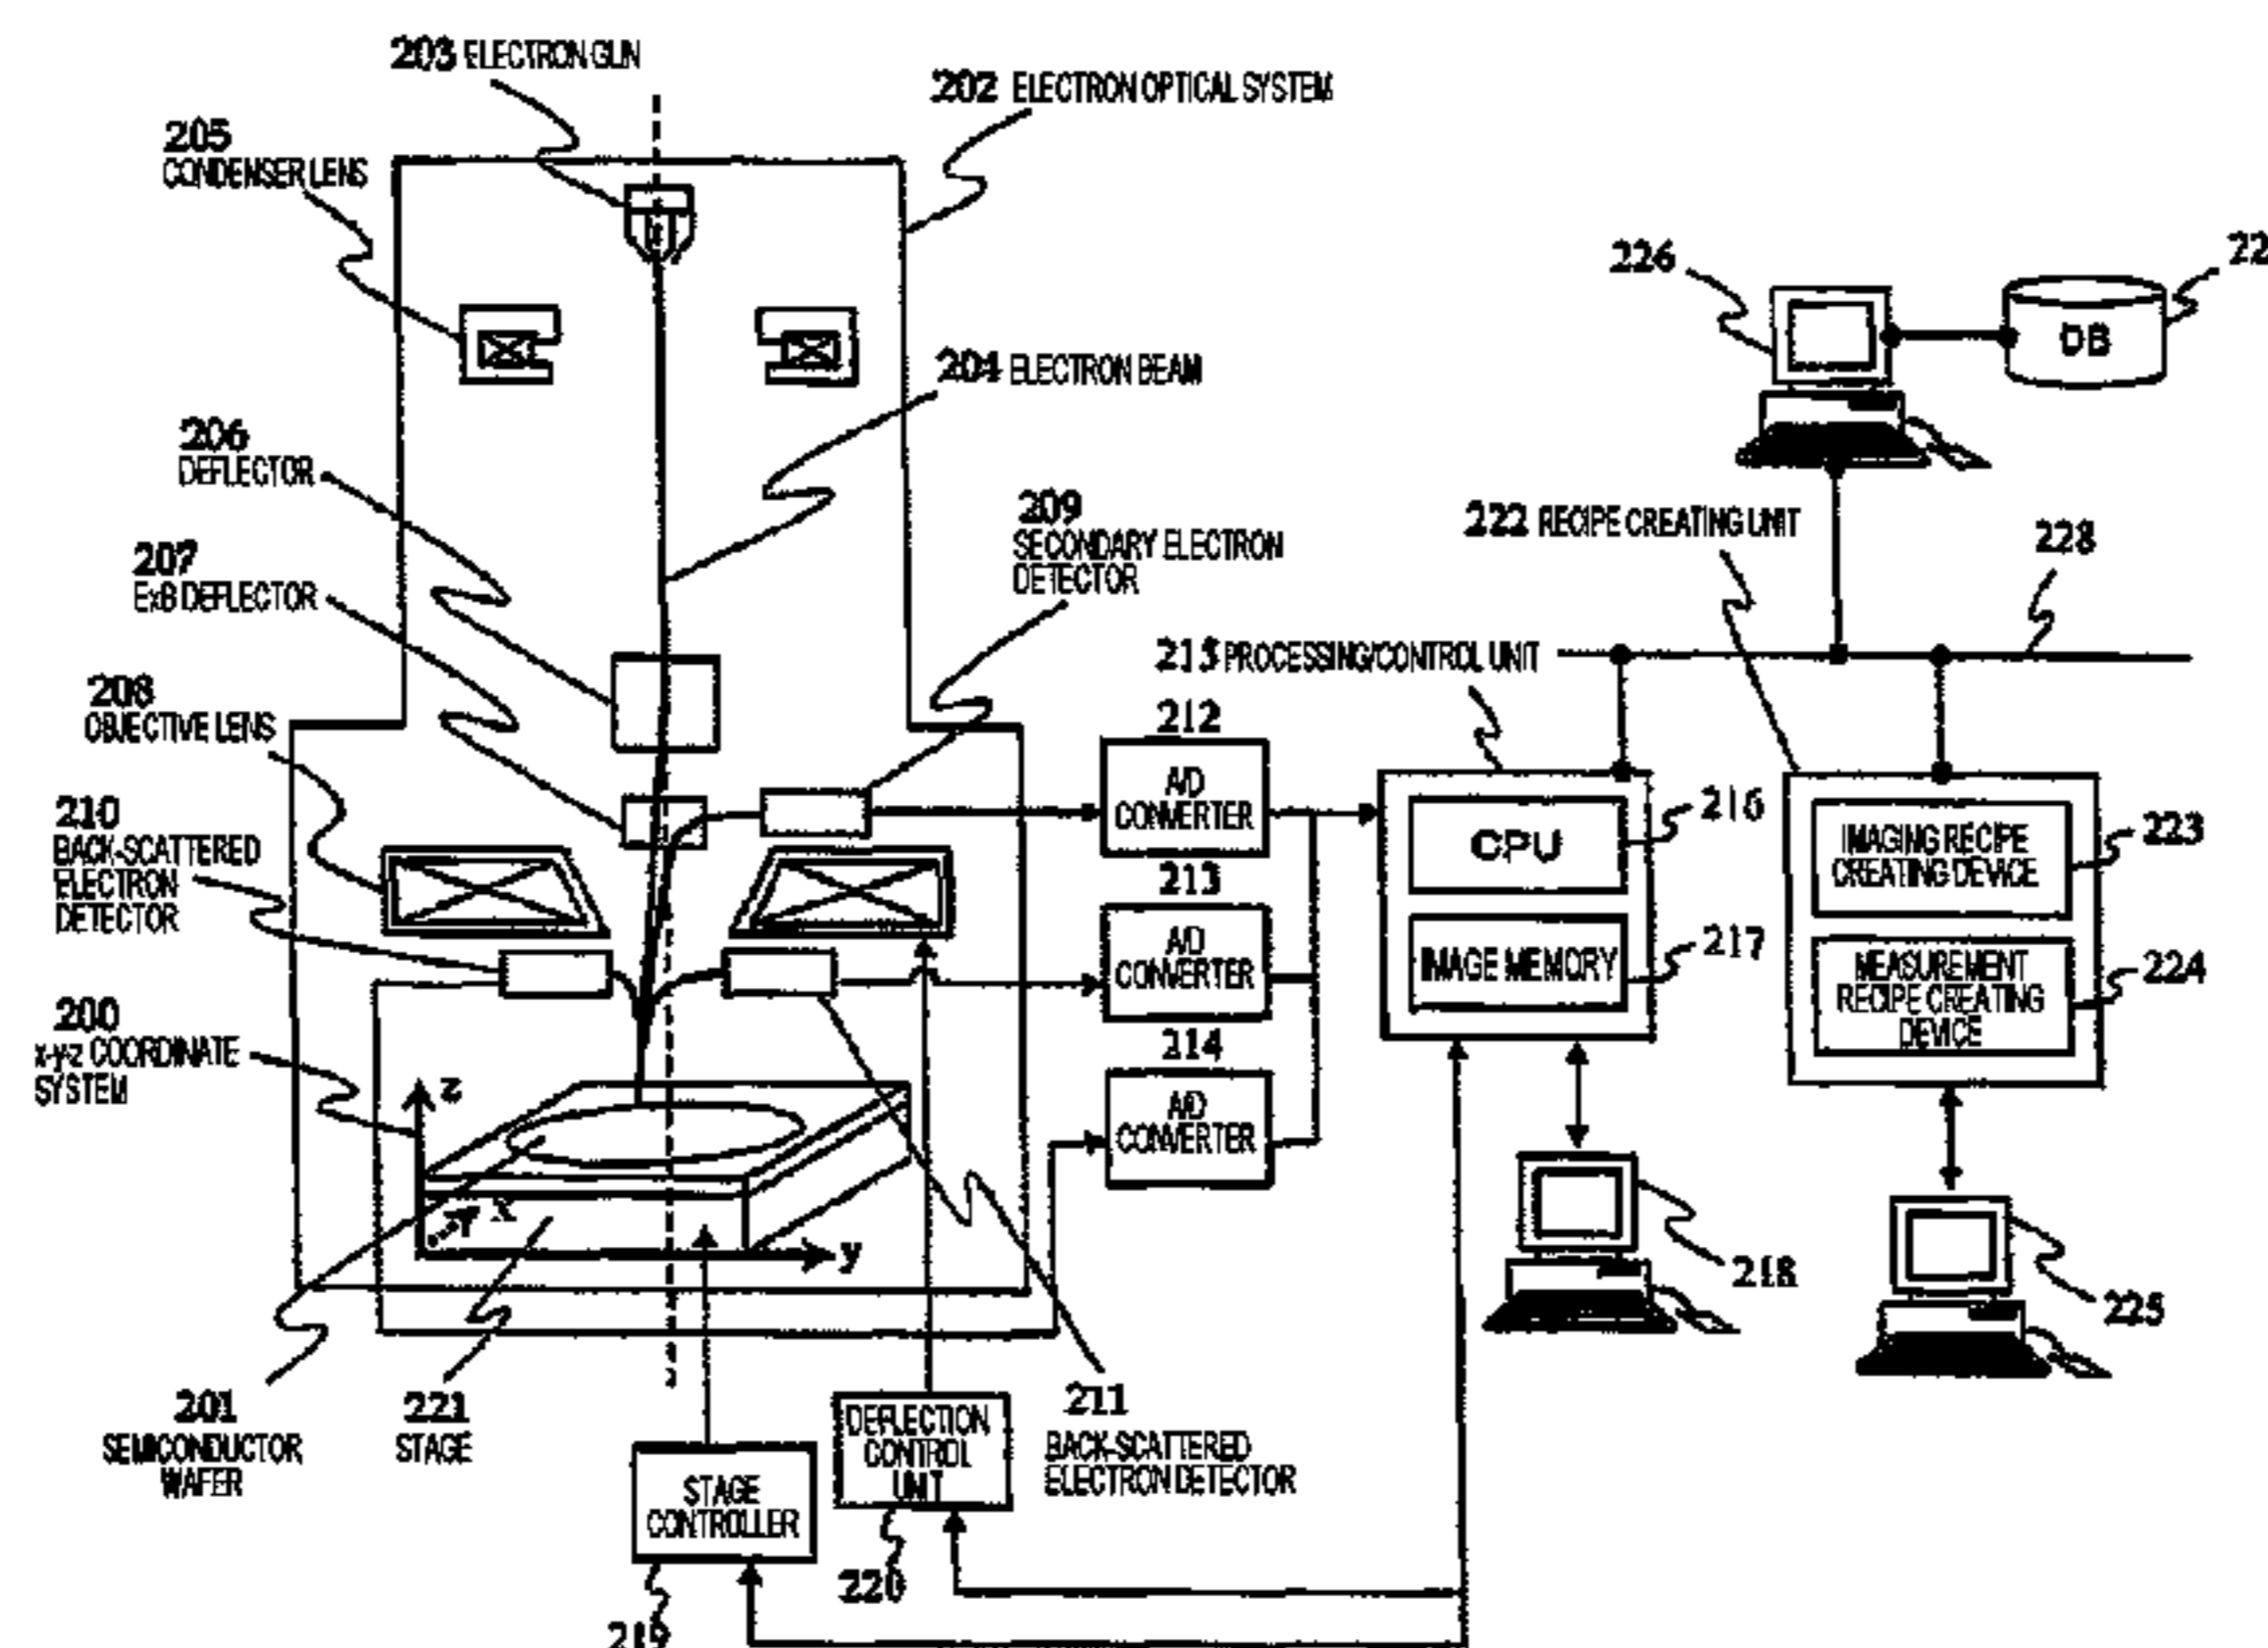 203 ELECTRON GUN
202 ELECTRON OPTICAL SYSTEM
205
CONDENSER LENS
226
22
DB
204 ELECTRON BEAM
206
DEFLECTOR
209
SECONDARY ELECTRON
DETECTOR
222 RECIPE CREATING UNIT
228
207
ExB DEFLECTOR
215 PROCESSING/CONTROL UNIT
208
OBJECTIVE LENS
212
A/D
CONVERTER
210
BACK-SCATTERED
ELECTRON
DETECTOR
CPU
216
IMAGING RECIPE
CREATING DEVICE
223
213
A/D
CONVERTER
IMAGE MEMORY
217
MEASUREMENT
RECIPE CREATING
DEVICE
224
200
x-y-z COORDINATE
SYSTEM
z
x
y
214
A/D
CONVERTER
218
225
201
SEMICONDUCTOR
WAFER
221
STAGE
DEFLECTION
CONTROL
UNIT
211
BACK-SCATTERED
ELECTRON DETECTOR
STAGE
CONTROLLER
220
219